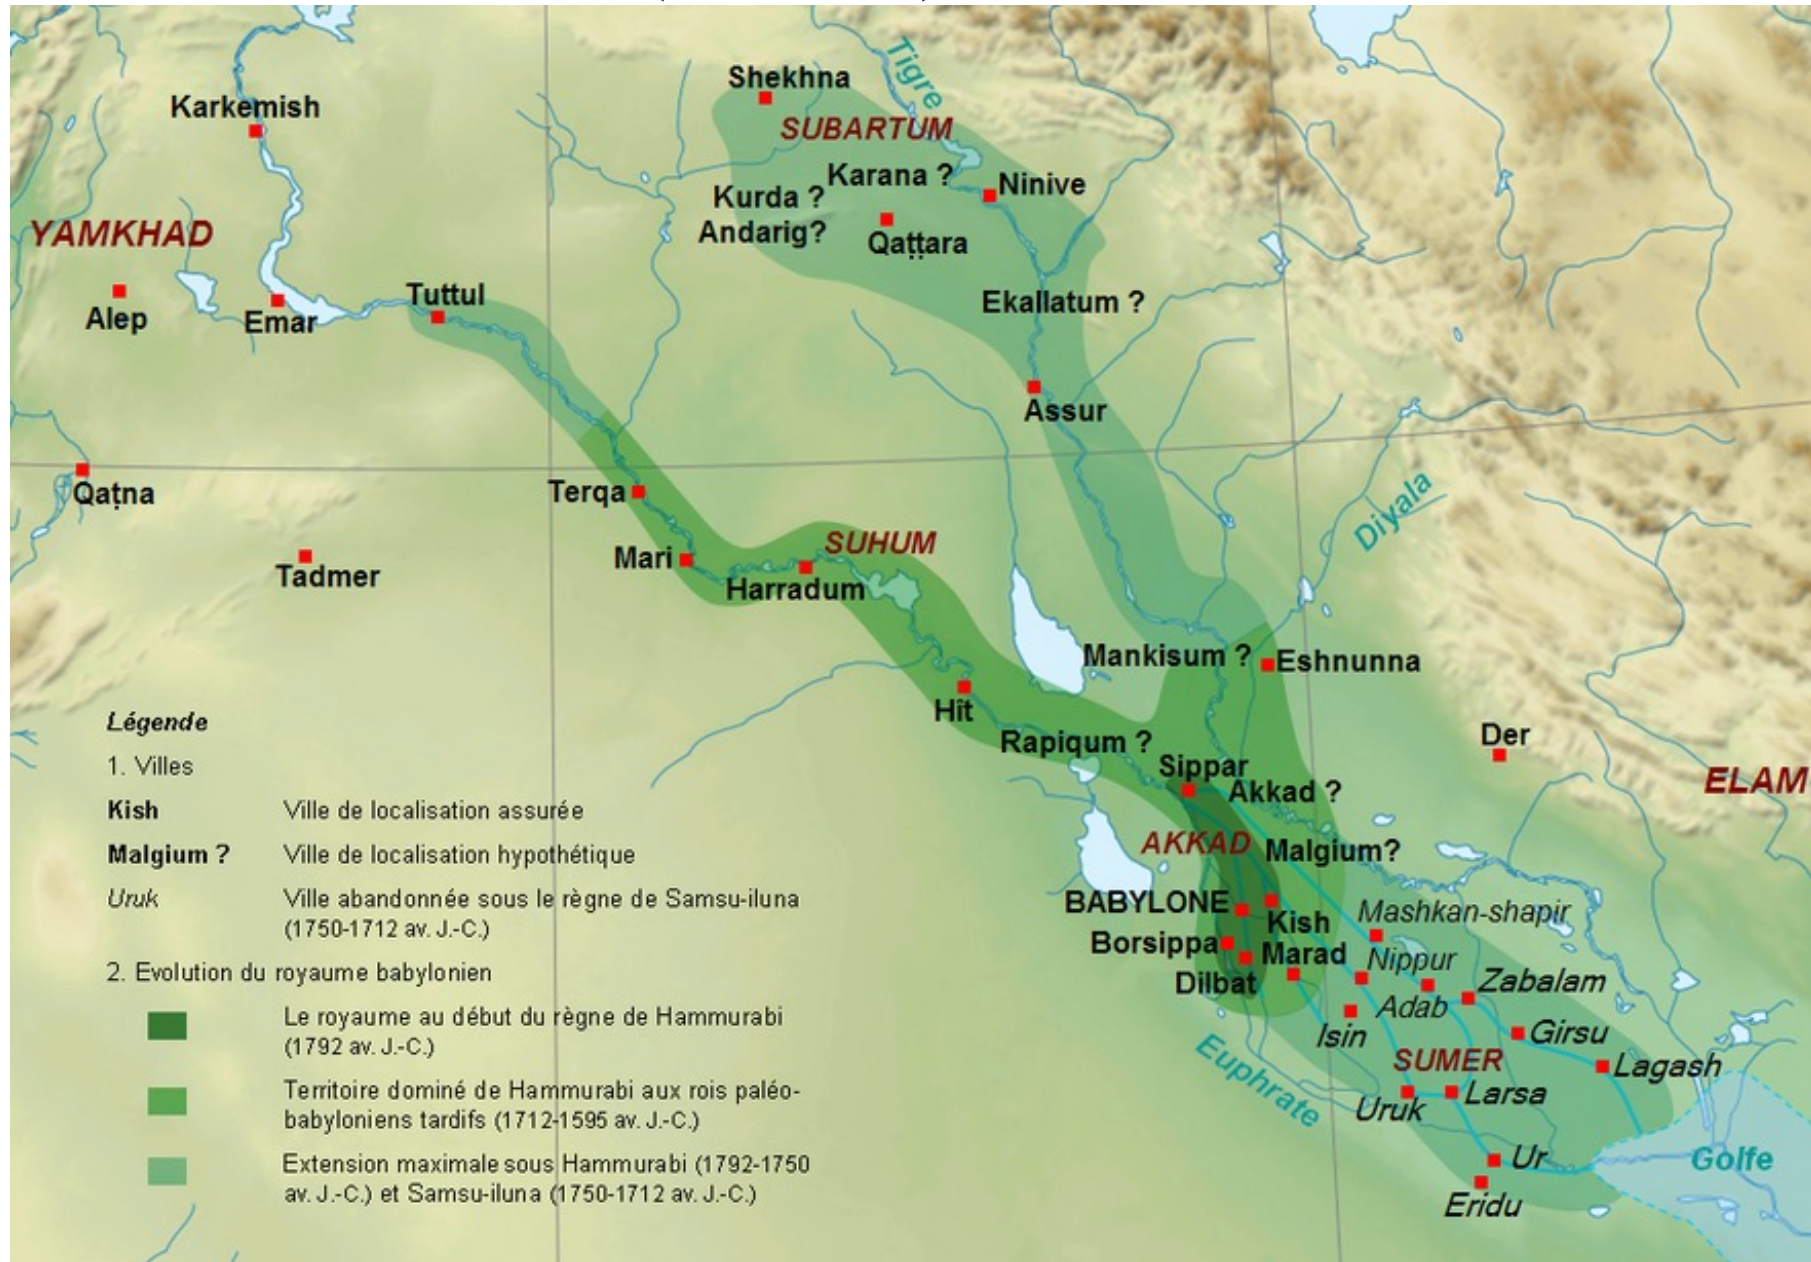 Tigre
Shekhna
Karkemish
SUBARTUM
Karana ?
Ninive
Kurda ?
YAMKHAD
Andarig?
Qaṭṭara
Tuttul
Ekallatum ?
Alep
Emar
Assur
Terqa
Qaṭna
Diyala
SUHUM
Mari
Tadmer
Harradum
Mankisum ?
Eshnunna
Hît
Légende
Der
Rapiqum ?
1. Villes
Sippar
ELAM
Akkad ?
Kish Ville de localisation assurée
AKKAD
Malgium?
Malgium ? Ville de localisation hypothétique
Uruk Ville abandonnée sous le règne de Samsu-iluna
(1750-1712 av. J.-C.)
BABYLONE
Mashkan-shapir
Kish
Borsippa
Marad
Nippur
2. Evolution du royaume babylonien
Dilbat
Zabalam
Adab
Le royaume au début du règne de Hammurabi
(1792 av. J.-C.)
Isin
Girsu
SUMER
Lagash
Euphrate
Territoire dominé de Hammurabi aux rois paléo-
babyloniens tardifs (1712-1595 av. J.-C.)
Uruk
Larsa
Extension maximale sous Hammurabi (1792-1750
av. J.-C.) et Samsu-iluna (1750-1712 av. J.-C.)
Ur
Golfe
Eridu